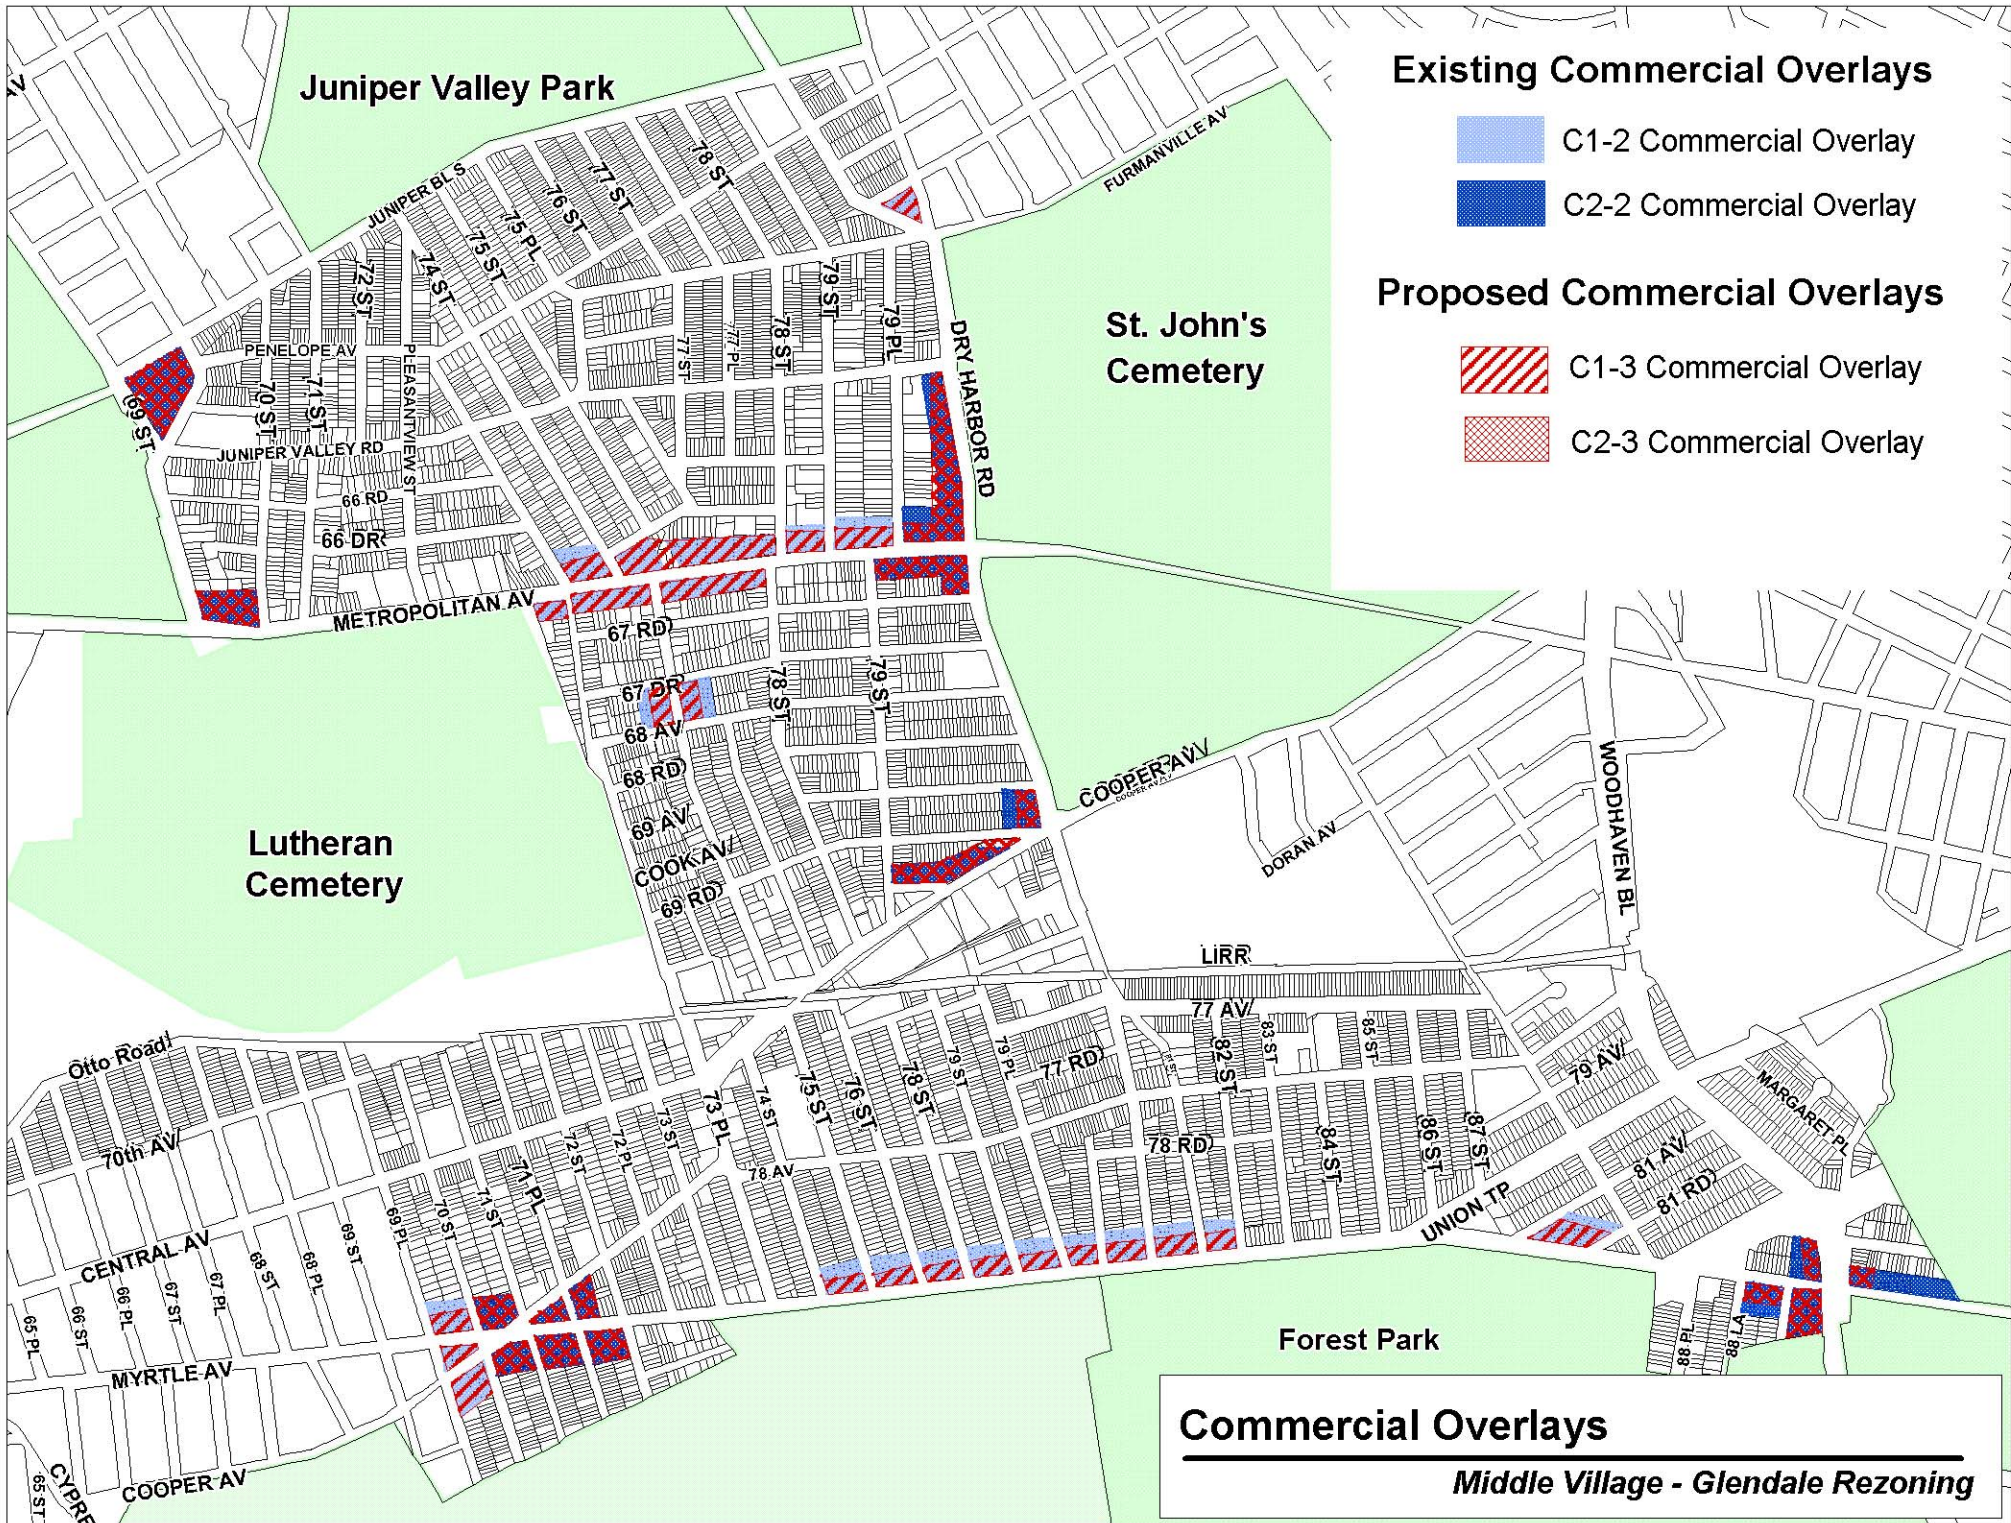 Existing Commercial Overlays
C1-2 Commercial Overlay
C2-2 Commercial Overlay
Proposed Commercial Overlays
C1-3 Commercial Overlay
C2-3 Commercial Overlay
Juniper Valley Park
AV
FURMANVILLE AV
JUNIPER BL S
78 ST
77 ST
76 ST
75 PL
75 ST
74 ST
72 ST
79 ST
79 PL
78 ST
77 PL
77 ST
DRY HARBOR RD
St. John's
Cemetery
PENELOPE AV
PLEASANTVIEW ST
71 ST
70 ST
69 ST
JUNIPER VALLEY RD
66 RD
66 DR
METROPOLITAN AV
67 RD
67 DR
78 ST
79 ST
68 AV
68 RD
69 AV
COOK AV
69 RD
COOPER AV
COOPER AV
DORAN AV
WOODHAVEN BL
Lutheran
Cemetery
LIRR
77 AV
83 ST
85 ST
82 ST
77 RD
79 PL
79 ST
78 ST
76 ST
75 ST
74 ST
73 PL
73 ST
72 PL
72 ST
71 PL
71 ST
70 ST
69 PL
Otto Road
70th AV
79 AV
MARGARET PL
78 RD
84 ST
86 ST
87 ST
81 AV
81 RD
78 AV
UNION TP
CENTRAL AV
69 ST
68 PL
68 ST
67 PL
67 ST
66 PL
66 ST
65 PL
MYRTLE AV
COOPER AV
65 ST
CYPRE
88 PL
88 LA
Forest Park
Commercial Overlays
Middle Village - Glendale Rezoning